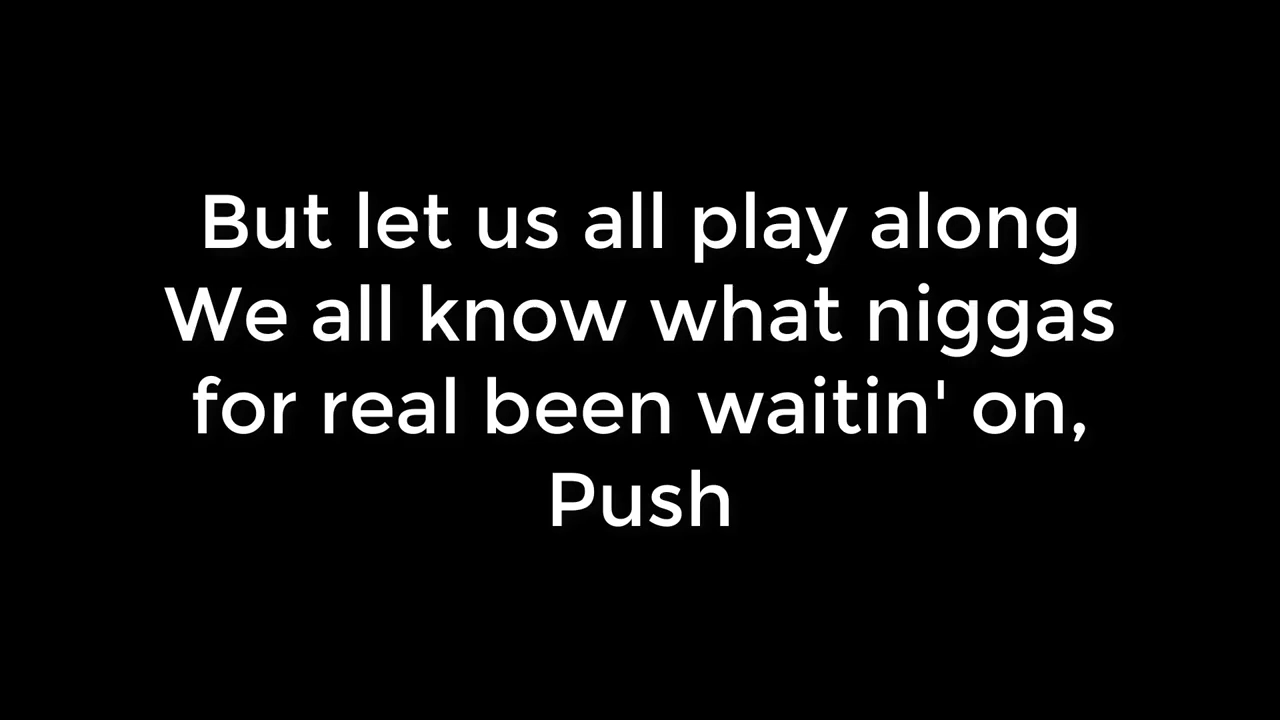 But let us all play along
We all know what niggas
for real been waitin' on,
Push